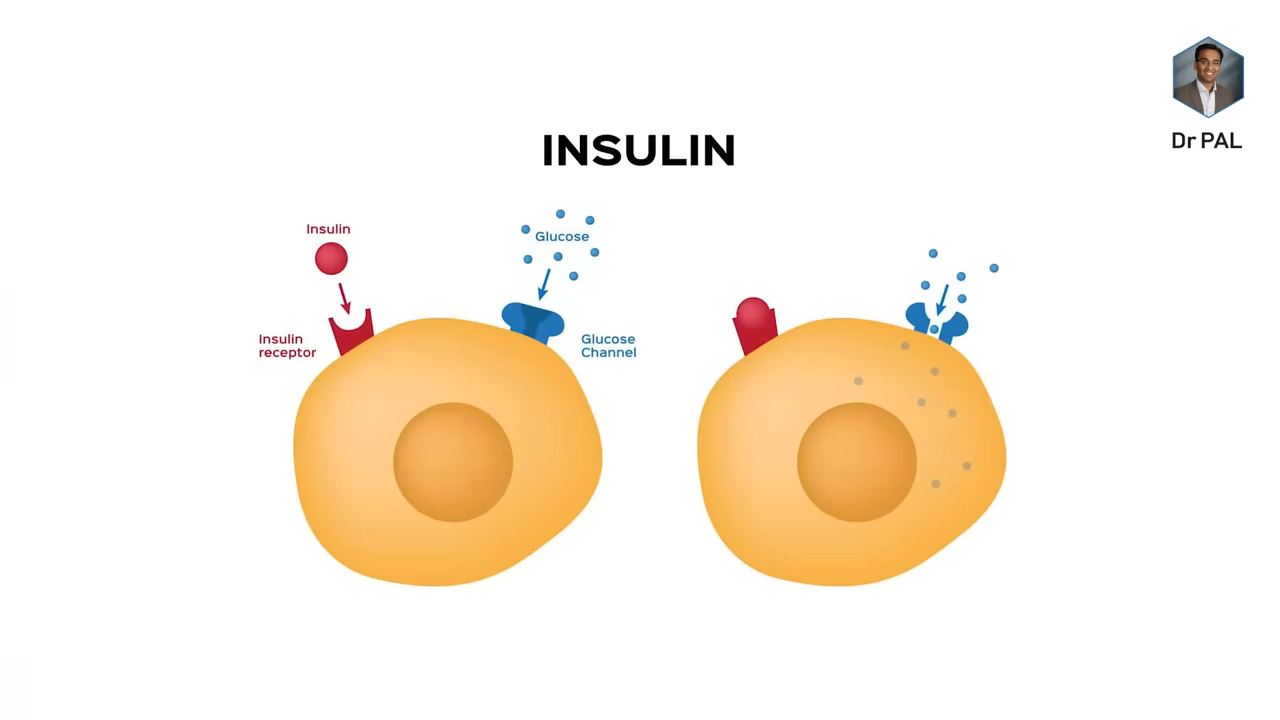 Dr PAL
INSULIN
Insulin
Glucose
Insulin
receptor
Glucose
Channel